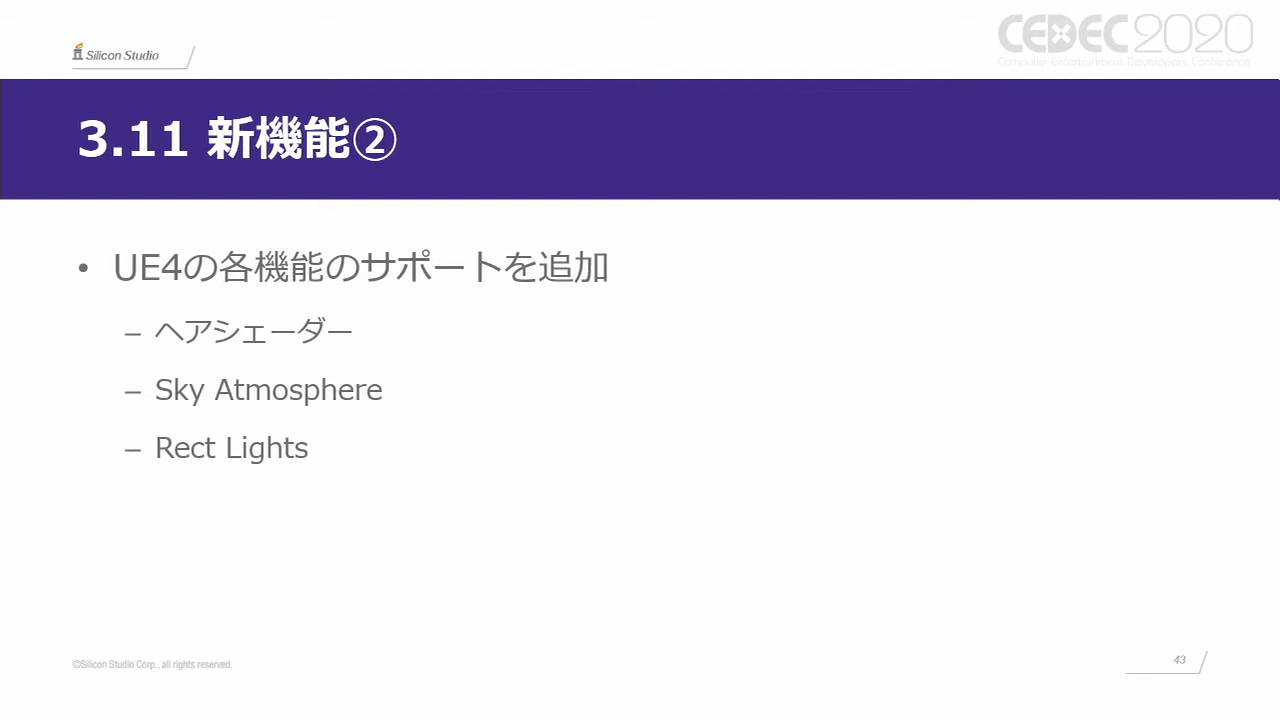 Silicon Studio
CEDEC 2020
Computer Entertainment Developers Conference
3.11 新機能②
• UE4の各機能のサポートを追加
– ヘアシェーダー
– Sky Atmosphere
– Rect Lights
©Silicon Studio Corp., all rights reserved.
43